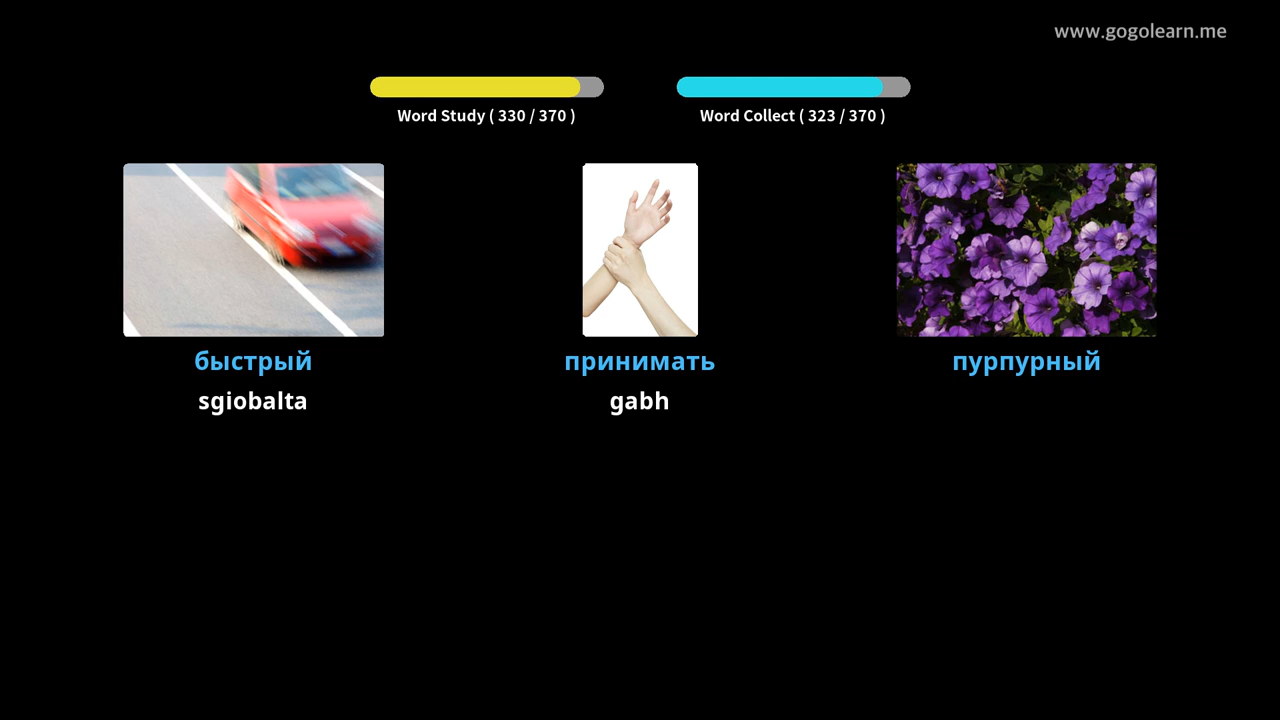 www.gogolearn.me
Word Study ( 330 / 370 )
Word Collect ( 323 / 370 )
быстрый
принимать
пурпурный
sgiobalta
gabh